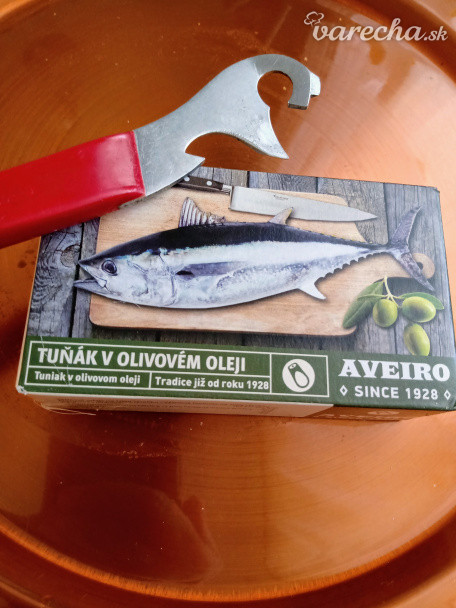 varecha.sk
TUŇÁK V OLIVOVÉM OLEJI
Tuniak v olivovom oleji
Tradice již od roku 1928
AVEIRO
SINCE 1928